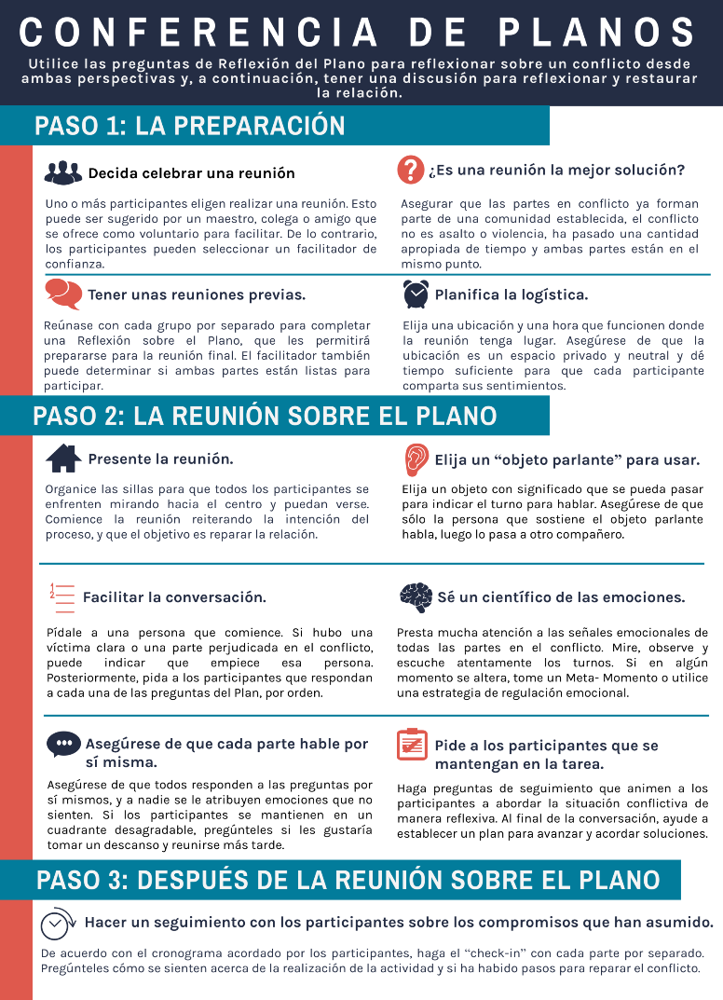 CONFERENCIA DE PLANOS
Utilice las preguntas de Reflexión del Plano para reflexionar sobre un conflicto desde
ambas perspectivas y, a continuación, tener una discusión para reflexionar y restaurar
la relación.
PASO 1: LA PREPARACIÓN
Decida celebrar una reunión
Uno o más participantes eligen realizar una reunión. Esto
puede ser sugerido por un maestro, colega o amigo que
se ofrece como voluntario para facilitar. De lo contrario,
los participantes pueden seleccionar un facilitador de
confianza.
¿Es una reunión la mejor solución?
Asegurar que las partes en conflicto ya forman
parte de una comunidad establecida, el conflicto
no es asalto o violencia, ha pasado una cantidad
apropiada de tiempo y ambas partes están en el
mismo punto.
Tener unas reuniones previas.
Reúnase con cada grupo por separado para completar
una Reflexión sobre el Plano, que les permitirá
prepararse para la reunión final. El facilitador también
puede determinar si ambas partes están listas para
participar.
Planifica la logística.
Elija una ubicación y una hora que funcionen donde
la reunión tenga lugar. Asegúrese de que la
ubicación es un espacio privado y neutral y dé
tiempo suficiente para que cada participante
comparta sus sentimientos.
PASO 2: LA REUNIÓN SOBRE EL PLANO
Presente la reunión.
Organice las sillas para que todos los participantes se
enfrenten mirando hacia el centro y puedan verse.
Comience la reunión reiterando la intención del
proceso, y que el objetivo es reparar la relación.
Elija un “objeto parlante” para usar.
Elija un objeto con significado que se pueda pasar
para indicar el turno para hablar. Asegúrese de que
sólo la persona que sostiene el objeto parlante
habla, luego lo pasa a otro compañero.
1
2
Facilitar la conversación.
Pídale a una persona que comience. Si hubo una
víctima clara o una parte perjudicada en el conflicto,
puede indicar que empiece esa persona.
Posteriormente, pida a los participantes que respondan
a cada una de las preguntas del Plan, por orden.
Sé un científico de las emociones.
Presta mucha atención a las señales emocionales de
todas las partes en el conflicto. Mire, observe y
escuche atentamente los turnos. Si en algún
momento se altera, tome un Meta- Momento o utilice
una estrategia de regulación emocional.
Asegúrese de que cada parte hable por
sí misma.
Asegúrese de que todos responden a las preguntas por
sí mismos, y a nadie se le atribuyen emociones que no
sienten. Si los participantes se mantienen en un
cuadrante desagradable, pregúnteles si les gustaría
tomar un descanso y reunirse más tarde.
Pide a los participantes que se
mantengan en la tarea.
Haga preguntas de seguimiento que animen a los
participantes a abordar la situación conflictiva de
manera reflexiva. Al final de la conversación, ayude a
establecer un plan para avanzar y acordar soluciones.
PASO 3: DESPUÉS DE LA REUNIÓN SOBRE EL PLANO
Hacer un seguimiento con los participantes sobre los compromisos que han asumido.
De acuerdo con el cronograma acordado por los participantes, haga el “check-in” con cada parte por separado.
Pregúnteles cómo se sienten acerca de la realización de la actividad y si ha habido pasos para reparar el conflicto.